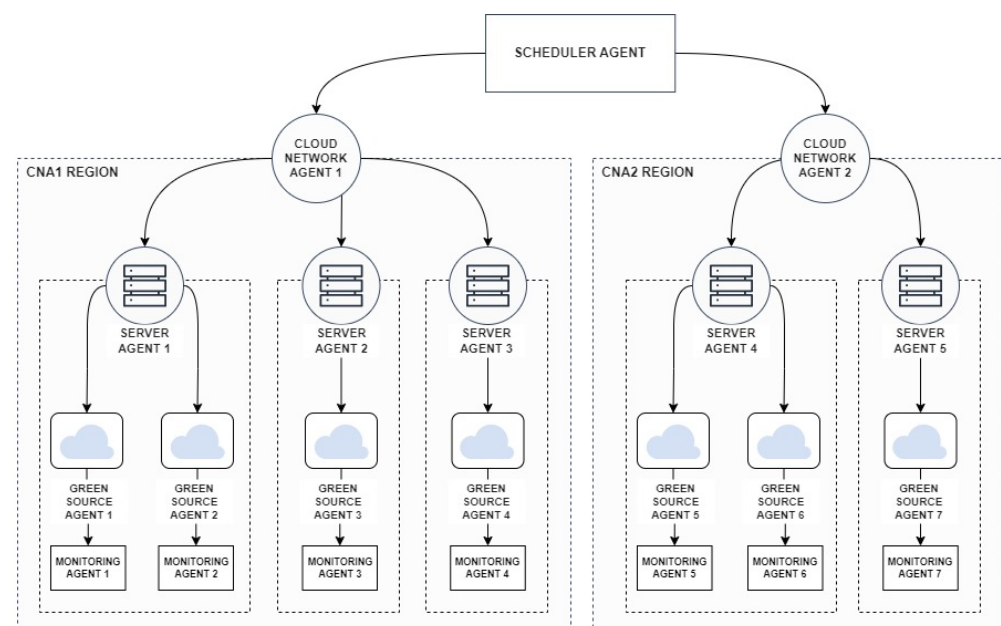 SCHEDULER AGENT
CLOUD
NETWORK
AGENT 1
CLOUD
NETWORK
AGENT 2
CNA1 REGION
CNA2 REGION
SERVER
AGENT 1
SERVER
AGENT 2
SERVER
AGENT 3
SERVER
AGENT 4
SERVER
AGENT 5
GREEN
SOURCE
AGENT 1
GREEN
SOURCE
AGENT 2
GREEN
SOURCE
AGENT 3
GREEN
SOURCE
AGENT 4
GREEN
SOURCE
AGENT 5
GREEN
SOURCE
AGENT 6
GREEN
SOURCE
AGENT 7
MONITORING
AGENT 1
MONITORING
AGENT 2
MONITORING
AGENT 3
MONITORING
AGENT 4
MONITORING
AGENT 5
MONITORING
AGENT 6
MONITORING
AGENT 7